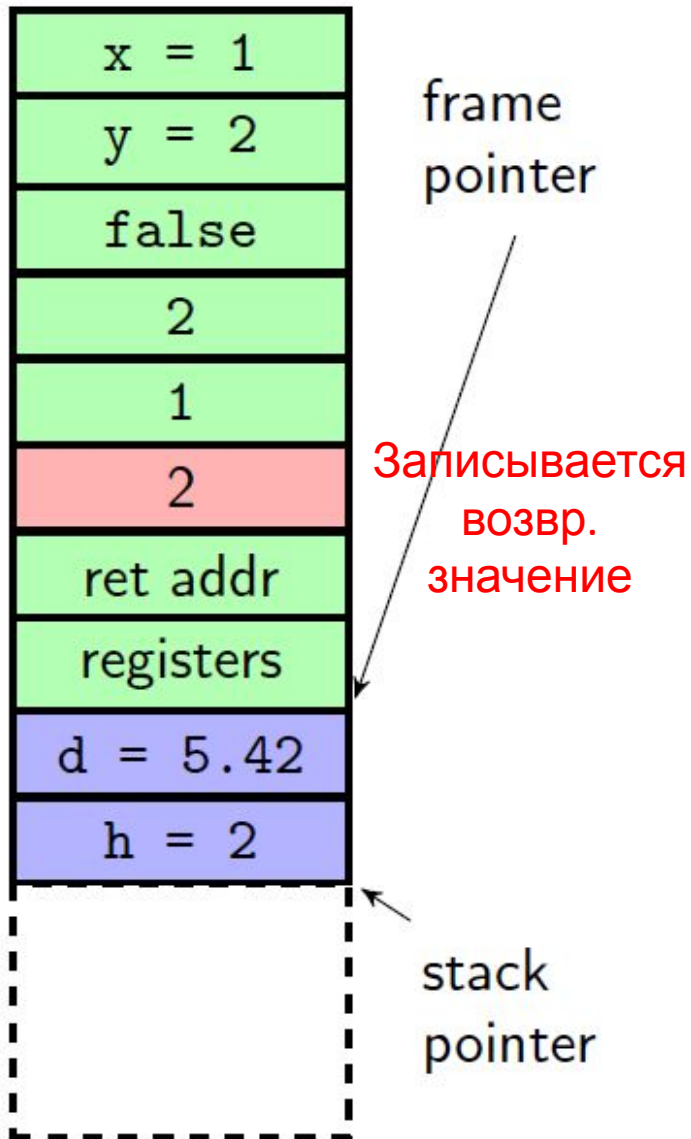 x = 1
y = 2
false
2
1
2
ret addr
registers
d = 5.42
h = 2
frame
pointer
Записывается
возвр.
значение
stack
pointer